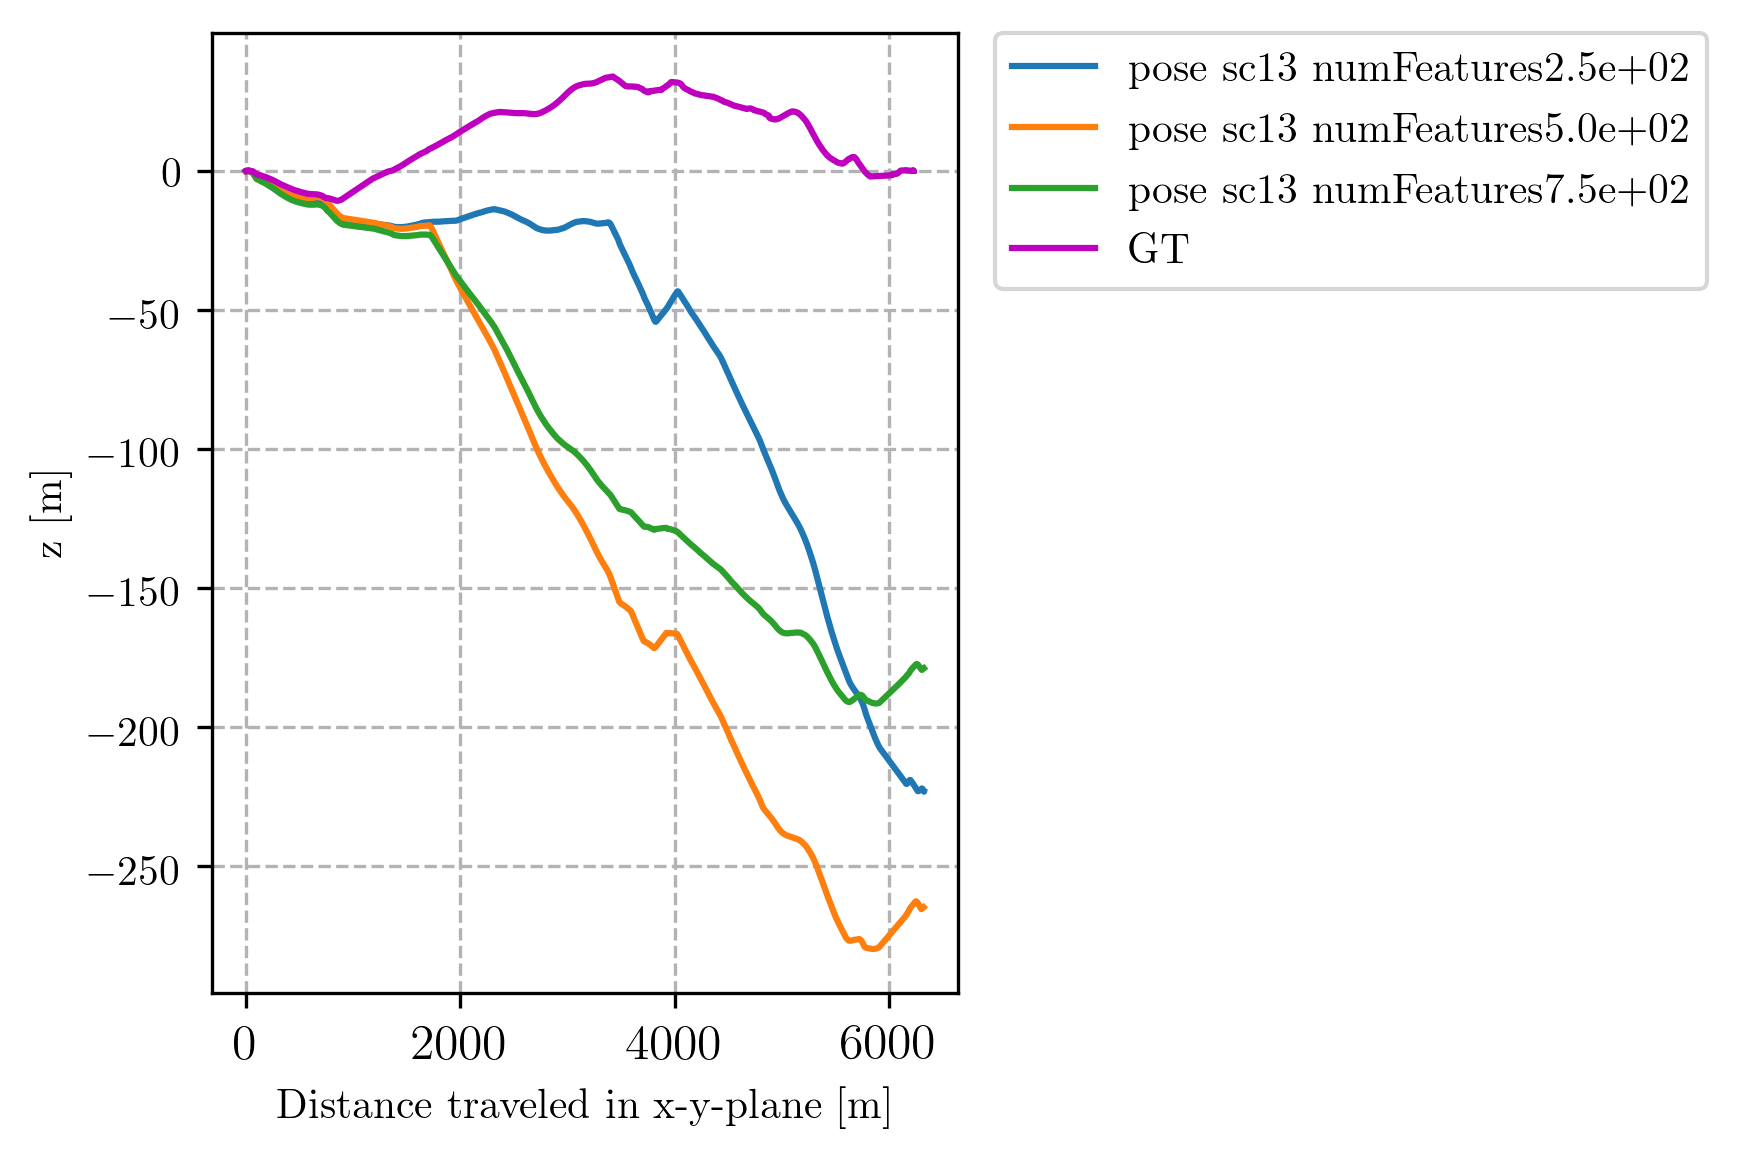 pose sc13 numFeatures2.5e+02
pose sc13 numFeatures5.0e+02
pose sc13 numFeatures7.5e+02
GT
0
−50
−100
−150
−200
−250
z [m]
0 2000 4000 6000
Distance traveled in x-y-plane [m]